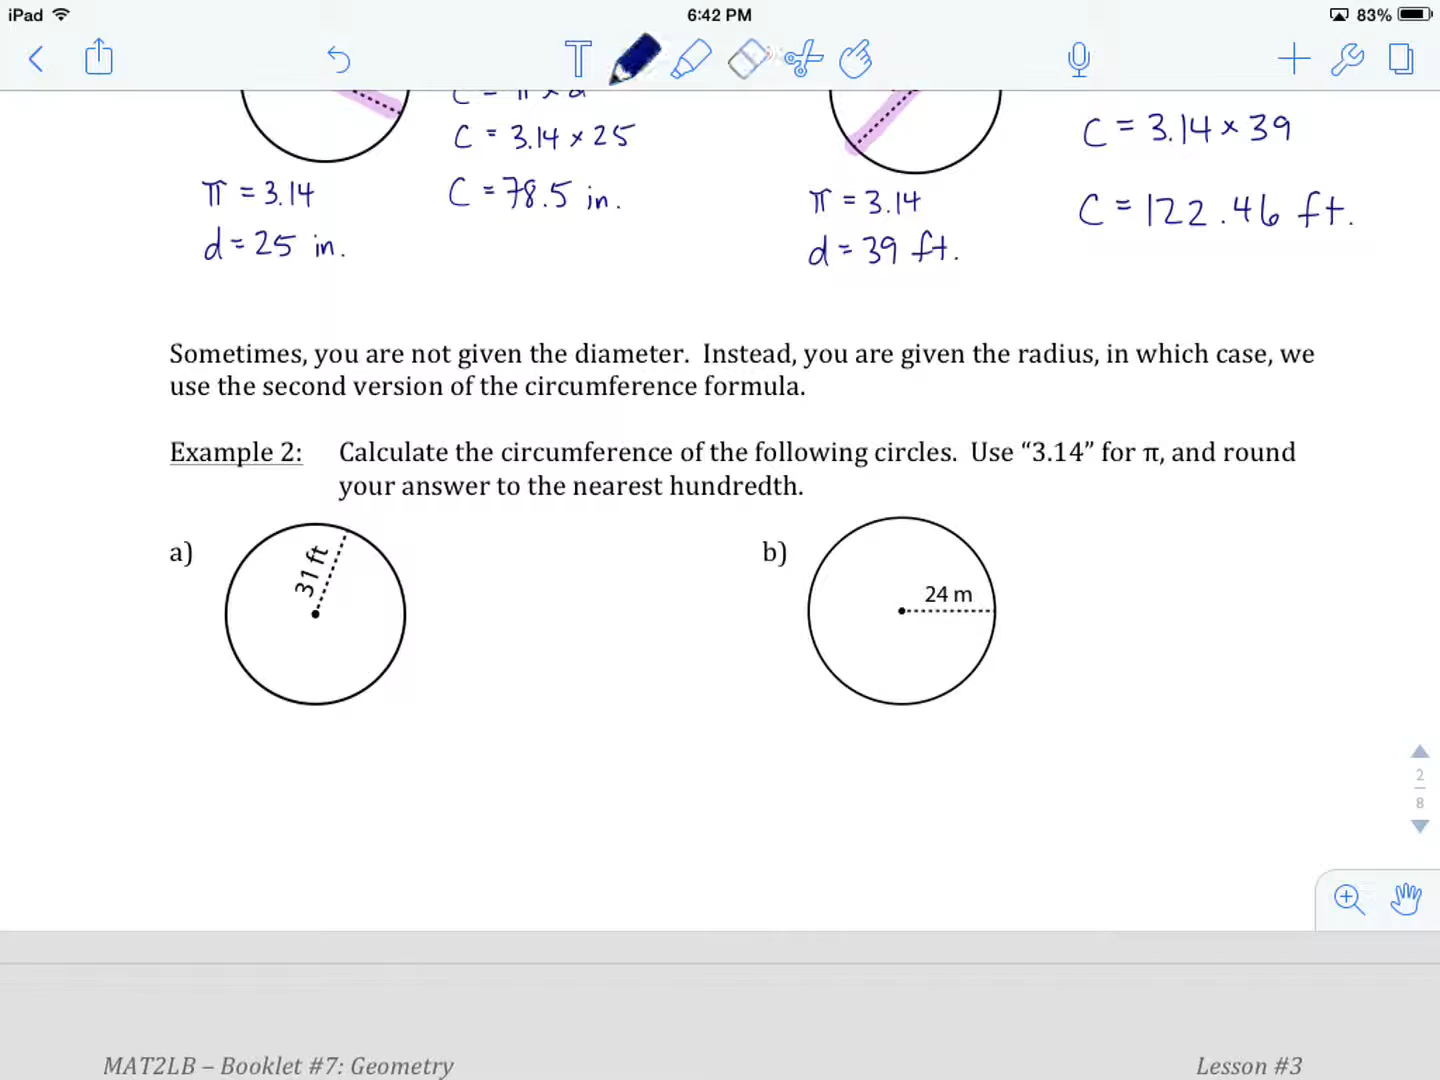 iPad
6:42 PM
83%
C = π × d
C = 3.14 × 25
C = 78.5 in.
π = 3.14
d = 25 in.
C = 3.14 × 39
C = 122.46 ft.
π = 3.14
d = 39 ft.
Sometimes, you are not given the diameter. Instead, you are given the radius, in which case, we
use the second version of the circumference formula.
Example 2: Calculate the circumference of the following circles. Use “3.14” for π, and round
your answer to the nearest hundredth.
a)
31 ft
b)
24 m
2
8
MAT2LB – Booklet #7: Geometry
Lesson #3